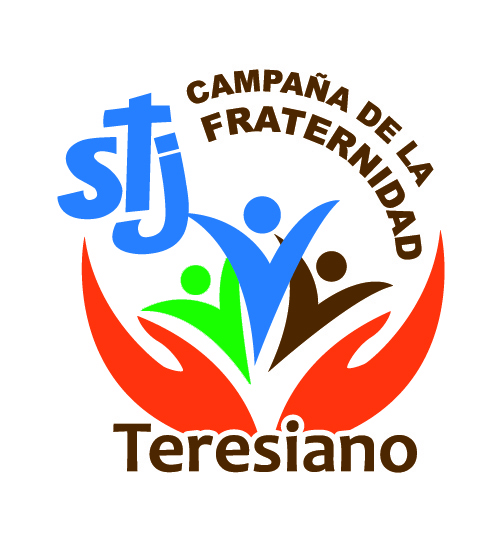 stj
CAMPAÑA DE LA
FRATERNIDAD
Teresiano